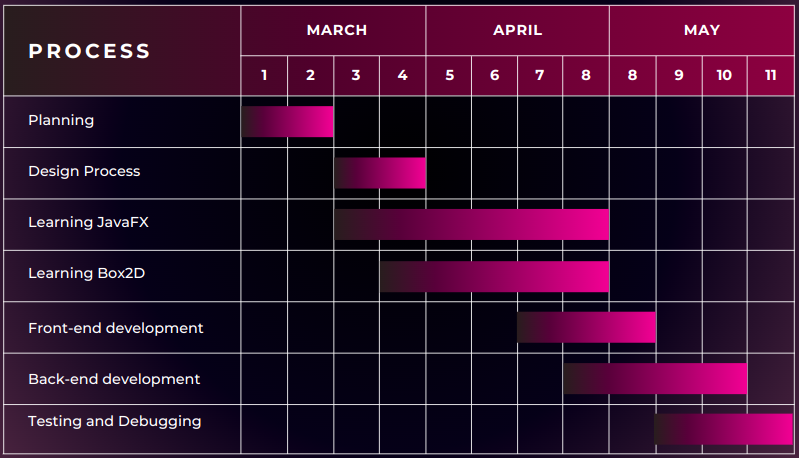 PROCESS
MARCH APRIL MAY
1 2 3 4 5 6 7 8 8 9 10 11
Planning
Design Process
Learning JavaFX
Learning Box2D
Front-end development
Back-end development
Testing and Debugging